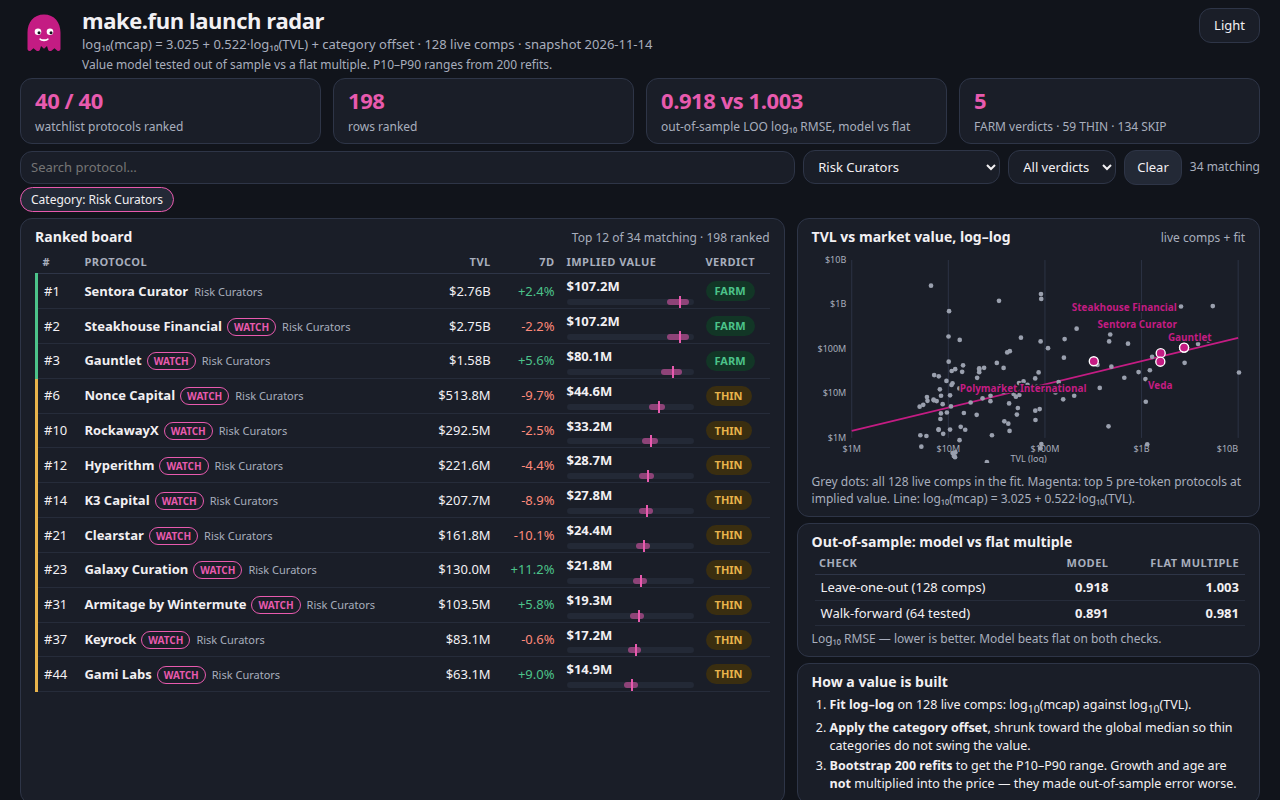 make.fun launch radar
log₁₀(mcap) = 3.025 + 0.522·log₁₀(TVL) + category offset · 128 live comps · snapshot 2026-11-14
Value model tested out of sample vs a flat multiple. P10–P90 ranges from 200 refits.
Light
40 / 40
watchlist protocols ranked
198
rows ranked
0.918 vs 1.003
out-of-sample LOO log₁₀ RMSE, model vs flat
5
FARM verdicts · 59 THIN · 134 SKIP
Search protocol...
Risk Curators
All verdicts
Clear
34 matching
Category: Risk Curators
Ranked board
Top 12 of 34 matching · 198 ranked
# PROTOCOL TVL 7D IMPLIED VALUE VERDICT
#1 Sentora Curator Risk Curators $2.76B +2.4% $107.2M FARM
#2 Steakhouse Financial WATCH Risk Curators $2.75B -2.2% $107.2M FARM
#3 Gauntlet WATCH Risk Curators $1.58B +5.6% $80.1M FARM
#6 Nonce Capital WATCH Risk Curators $513.8M -9.7% $44.6M THIN
#10 RockawayX WATCH Risk Curators $292.5M -2.5% $33.2M THIN
#12 Hyperithm WATCH Risk Curators $221.6M -4.4% $28.7M THIN
#14 K3 Capital WATCH Risk Curators $207.7M -8.9% $27.8M THIN
#21 Clearstar WATCH Risk Curators $161.8M -10.1% $24.4M THIN
#23 Galaxy Curation WATCH Risk Curators $130.0M +11.2% $21.8M THIN
#31 Armitage by Wintermute WATCH Risk Curators $103.5M +5.8% $19.3M THIN
#37 Keyrock WATCH Risk Curators $83.1M -0.6% $17.2M THIN
#44 Gami Labs WATCH Risk Curators $63.1M +9.0% $14.9M THIN
TVL vs market value, log–log
live comps + fit
$10B
$1B
$100M
$10M
$1M
Steakhouse Financial
Sentora Curator
Gauntlet
Polymarket International
Veda
$1M $10M $100M $1B $10B
TVL (log)
Grey dots: all 128 live comps in the fit. Magenta: top 5 pre-token protocols at
implied value. Line: log₁₀(mcap) = 3.025 + 0.522·log₁₀(TVL).
Out-of-sample: model vs flat multiple
CHECK MODEL FLAT MULTIPLE
Leave-one-out (128 comps) 0.918 1.003
Walk-forward (64 tested) 0.891 0.981
Log₁₀ RMSE — lower is better. Model beats flat on both checks.
How a value is built
1. Fit log–log on 128 live comps: log₁₀(mcap) against log₁₀(TVL).
2. Apply the category offset, shrunk toward the global median so thin
categories do not swing the value.
3. Bootstrap 200 refits to get the P10–P90 range. Growth and age are
not multiplied into the price — they made out-of-sample error worse.